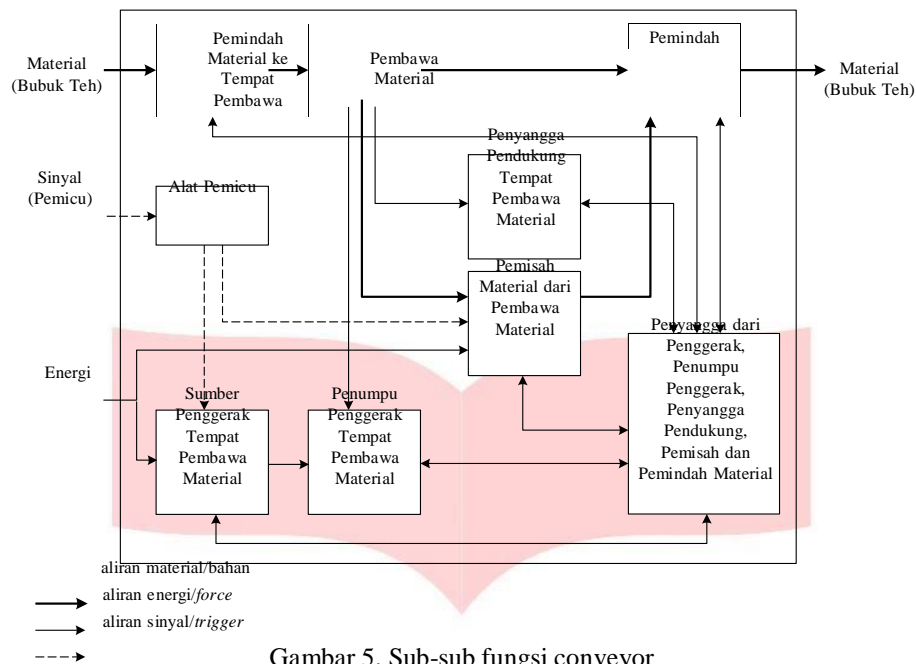 Material
(Bubuk Teh)
Pemindah
Material ke
Tempat
Pembawa
Pembawa
Material
Pemindah
Material
(Bubuk Teh)
Sinyal
(Pemicu)
Alat Pemicu
Penyangga
Pendukung
Tempat
Pembawa
Material
Pemisah
Material dari
Pembawa
Material
Energi
Sumber
Penggerak
Tempat
Pembawa
Material
Penumpu
Penggerak
Tempat
Pembawa
Material
Penyangga dari
Penggerak,
Penumpu
Penggerak,
Penyangga
Pendukung,
Pemisah dan
Pemindah Material
aliran material/bahan
aliran energi/force
aliran sinyal/trigger
Gambar 5. Sub-sub fungsi conveyor